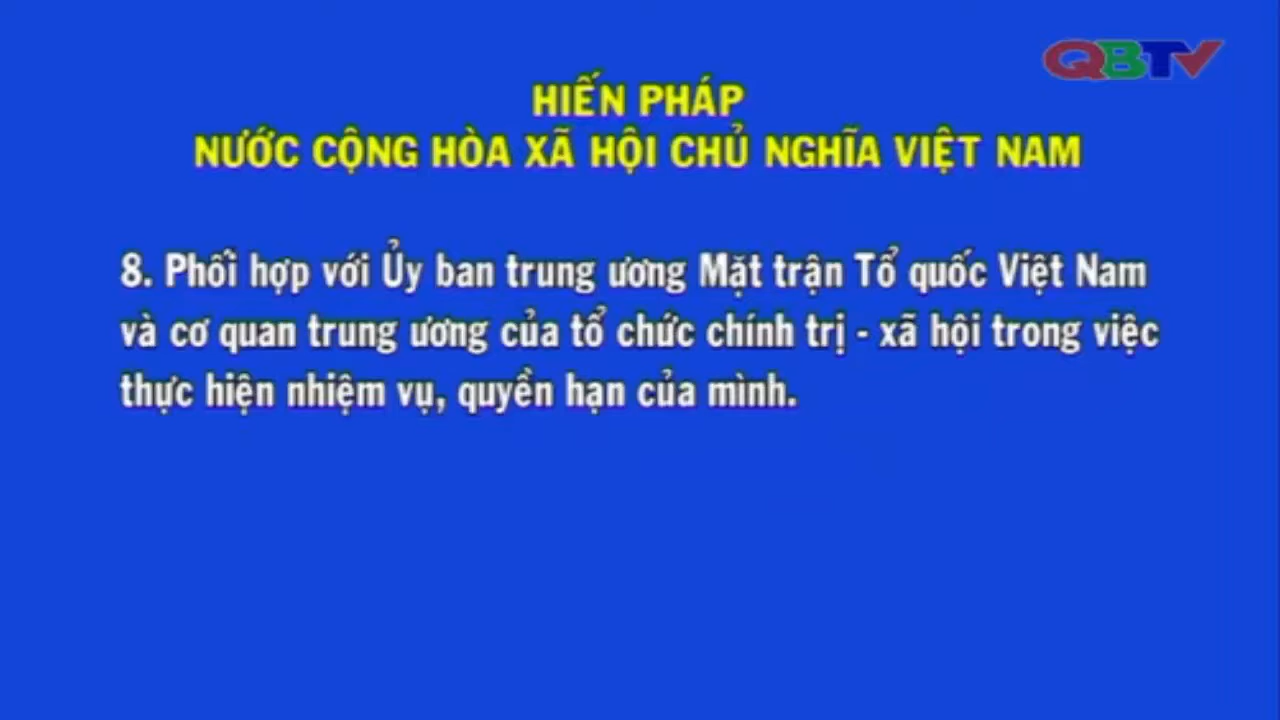 QBTV
HIẾN PHÁP
NƯỚC CỘNG HÒA XÃ HỘI CHỦ NGHĨA VIỆT NAM
8. Phối hợp với Ủy ban trung ương Mặt trận Tổ quốc Việt Nam
và cơ quan trung ương của tổ chức chính trị - xã hội trong việc
thực hiện nhiệm vụ, quyền hạn của mình.